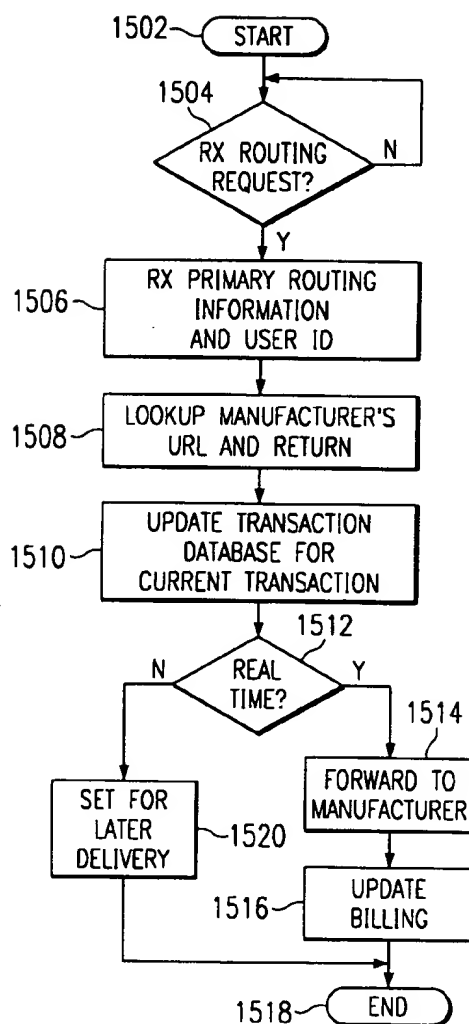 1502
START
1504
RX ROUTING
REQUEST?
N
Y
1506
RX PRIMARY ROUTING
INFORMATION
AND USER ID
1508
LOOKUP MANUFACTURER'S
URL AND RETURN
1510
UPDATE TRANSACTION
DATABASE FOR
CURRENT TRANSACTION
1512
N
REAL
TIME?
Y
1514
FORWARD TO
MANUFACTURER
SET FOR
LATER
DELIVERY
1520
1516
UPDATE
BILLING
1518
END